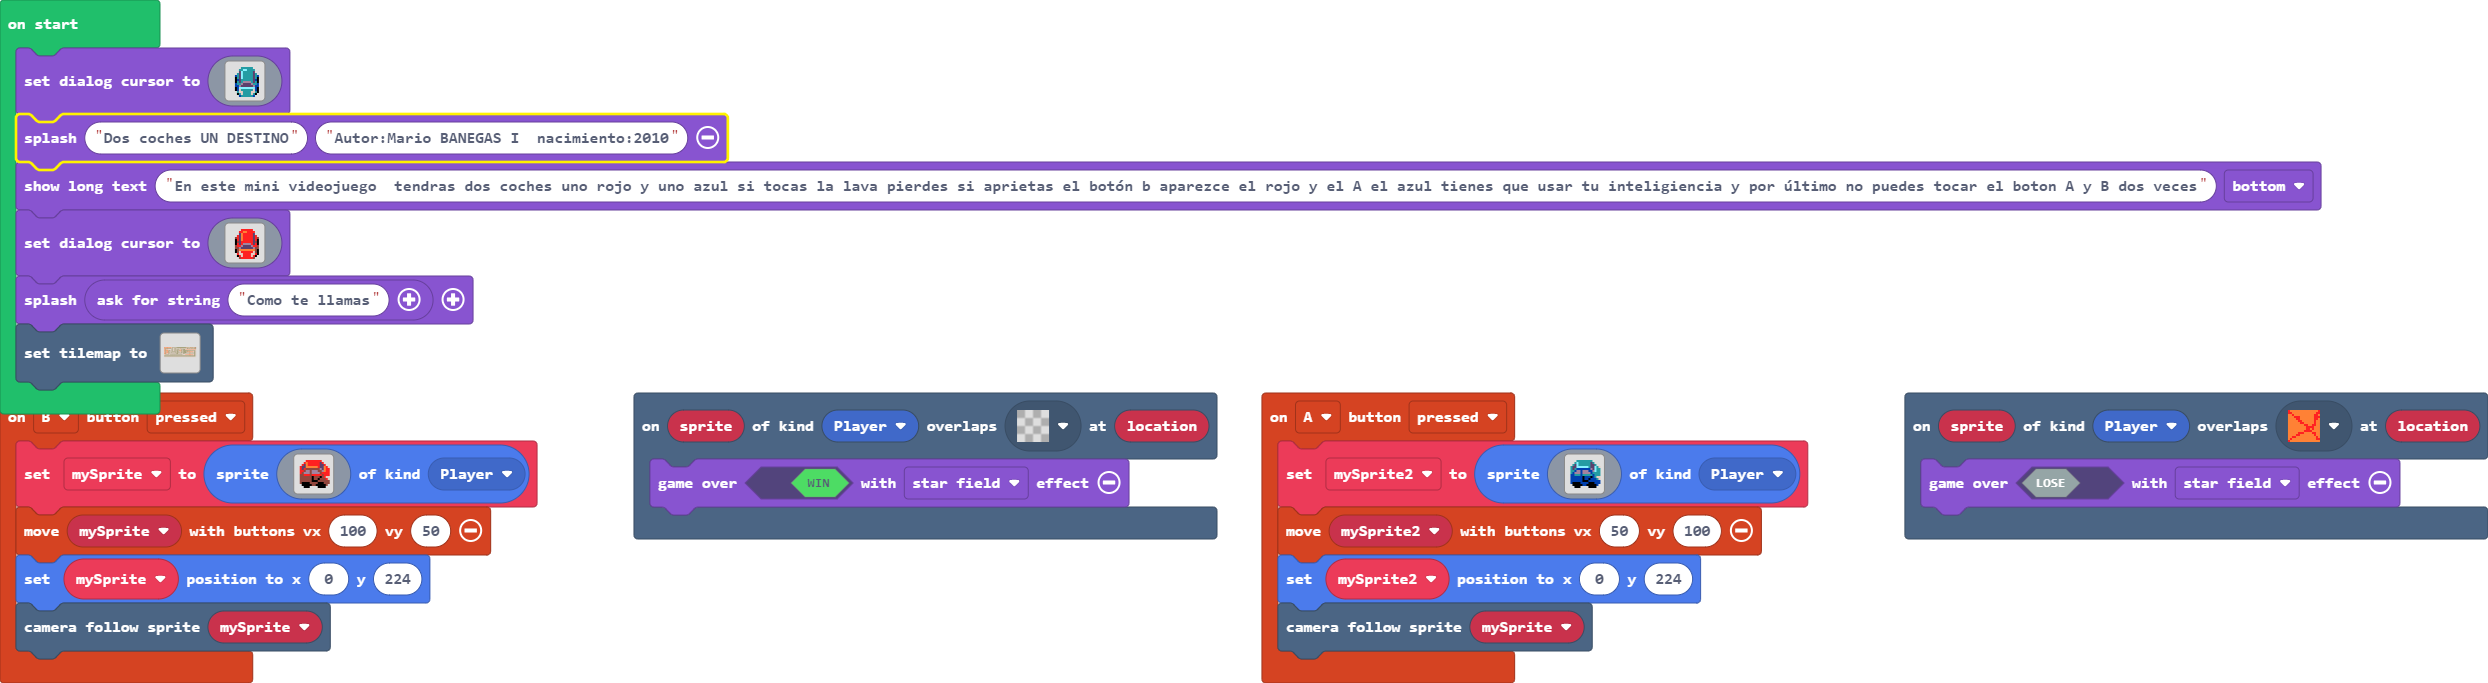 on start
set dialog cursor to
splash "Dos coches UN DESTINO" "Autor:Mario BANEGAS I  nacimiento:2010"
show long text "En este mini videojuego  tendras dos coches uno rojo y uno azul si tocas la lava pierdes si aprietas el botón b aparezce el rojo y el A el azul tienes que usar tu inteligiencia y por último no puedes tocar el boton A y B dos veces" bottom
set dialog cursor to
splash ask for string "Como te llamas"
set tilemap to
on B button pressed
set mySprite to sprite of kind Player
move mySprite with buttons vx 100 vy 50
set mySprite position to x 0 y 224
camera follow sprite mySprite
on sprite of kind Player overlaps at location
game over WIN with star field effect
on A button pressed
set mySprite2 to sprite of kind Player
move mySprite2 with buttons vx 50 vy 100
set mySprite2 position to x 0 y 224
camera follow sprite mySprite
on sprite of kind Player overlaps at location
game over LOSE with star field effect